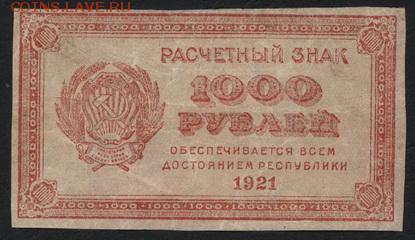 coins.lave.ru
РАСЧЕТНЫЙ ЗНАК
1000
РУБЛЕЙ
ОБЕСПЕЧИВАЕТСЯ ВСЕМ
ДОСТОЯНИЕМ РЕСПУБЛИКИ
1921